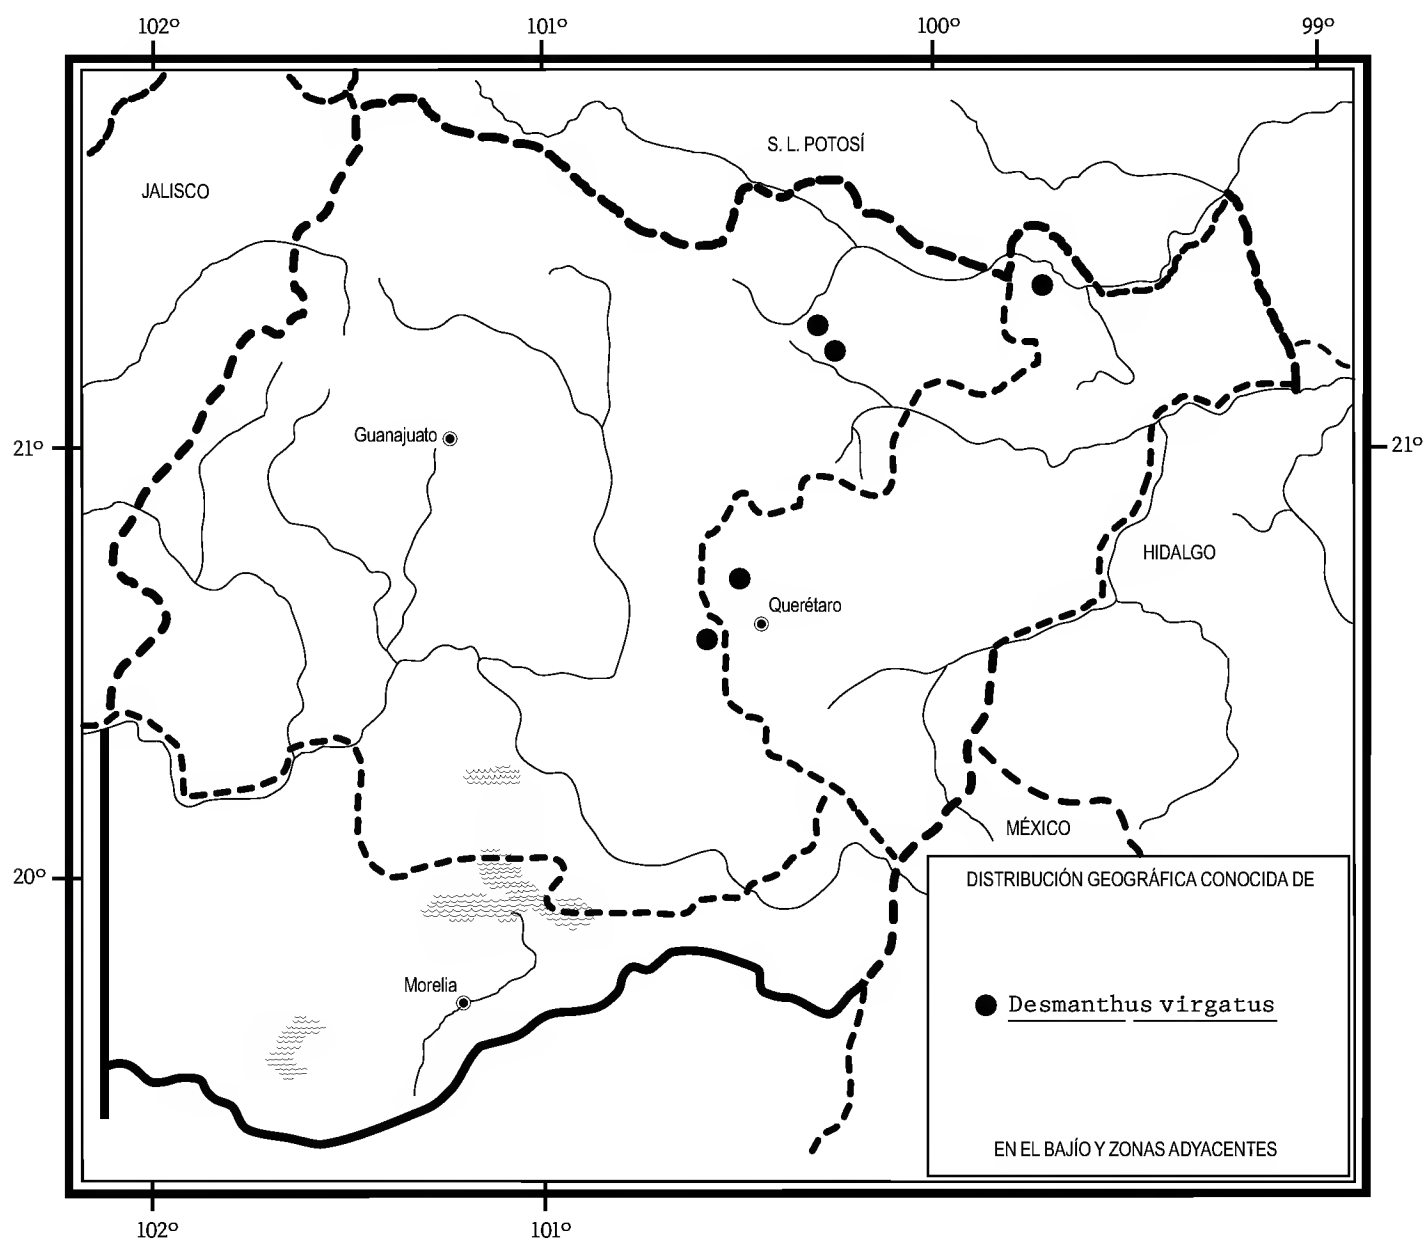 102º 101º 100º 99º
S. L. POTOSÍ
JALISCO
Guanajuato
21º 21º
HIDALGO
Querétaro
MÉXICO
20º
DISTRIBUCIÓN GEOGRÁFICA CONOCIDA DE
Morelia
Desmanthus virgatus
EN EL BAJÍO Y ZONAS ADYACENTES
102º 101º